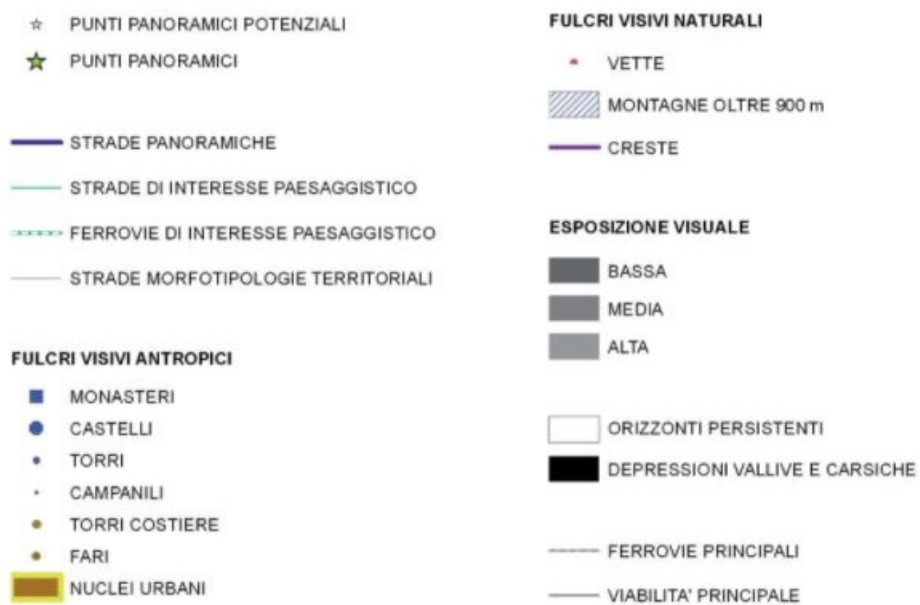 PUNTI PANORAMICI POTENZIALI
PUNTI PANORAMICI
STRADE PANORAMICHE
STRADE DI INTERESSE PAESAGGISTICO
FERROVIE DI INTERESSE PAESAGGISTICO
STRADE MORFOTIPOLOGIE TERRITORIALI
FULCRI VISIVI ANTROPICI
MONASTERI
CASTELLI
TORRI
CAMPANILI
TORRI COSTIERE
FARI
NUCLEI URBANI
FULCRI VISIVI NATURALI
VETTE
MONTAGNE OLTRE 900 m
CRESTE
ESPOSIZIONE VISUALE
BASSA
MEDIA
ALTA
ORIZZONTI PERSISTENTI
DEPRESSIONI VALLIVE E CARSICHE
FERROVIE PRINCIPALI
VIABILITA' PRINCIPALE